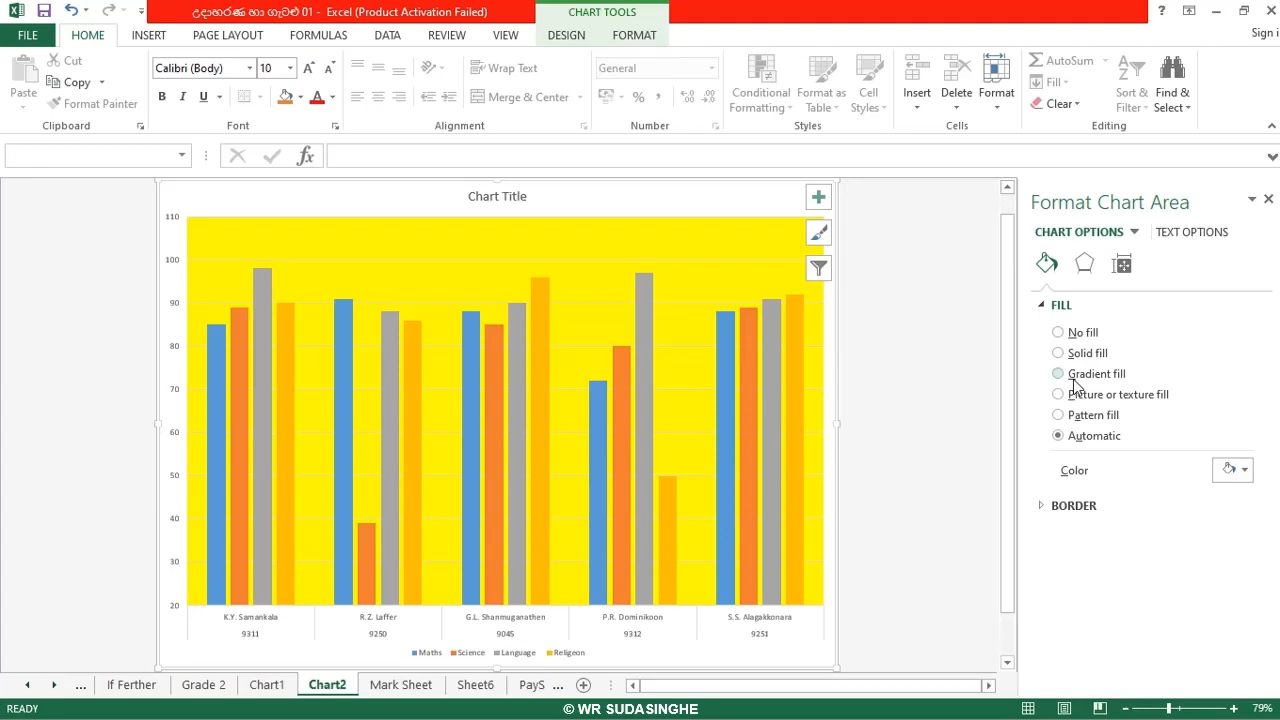 උදාහරණ හා ගැටළු 01 - Excel (Product Activation Failed)
CHART TOOLS
?
FILE HOME INSERT PAGE LAYOUT FORMULAS DATA REVIEW VIEW DESIGN FORMAT Sign i
Paste
Cut
Copy
Format Painter
Clipboard
Calibri (Body) 10
B I U
Font
Wrap Text
Merge & Center
Alignment
General
% ,
Number
Conditional Formatting
Format as Table
Cell Styles
Styles
Insert
Delete
Format
Cells
AutoSum
Fill
Clear
Sort & Filter
Find & Select
Editing
fx
Chart Title
110
100
90
80
70
60
50
40
30
20
K.Y. Samankala R.Z. Laffer G.L. Shanmuganathen P.R. Dominikoon S.S. Alagakkonara
9311 9250 9045 9312 9251
Maths Science Language Religeon
Format Chart Area
CHART OPTIONS TEXT OPTIONS
FILL
No fill
Solid fill
Gradient fill
Picture or texture fill
Pattern fill
Automatic
Color
BORDER
... If Ferther Grade 2 Chart1 Chart2 Mark Sheet Sheet6 PayS ...
READY
© WR SUDASINGHE
79%